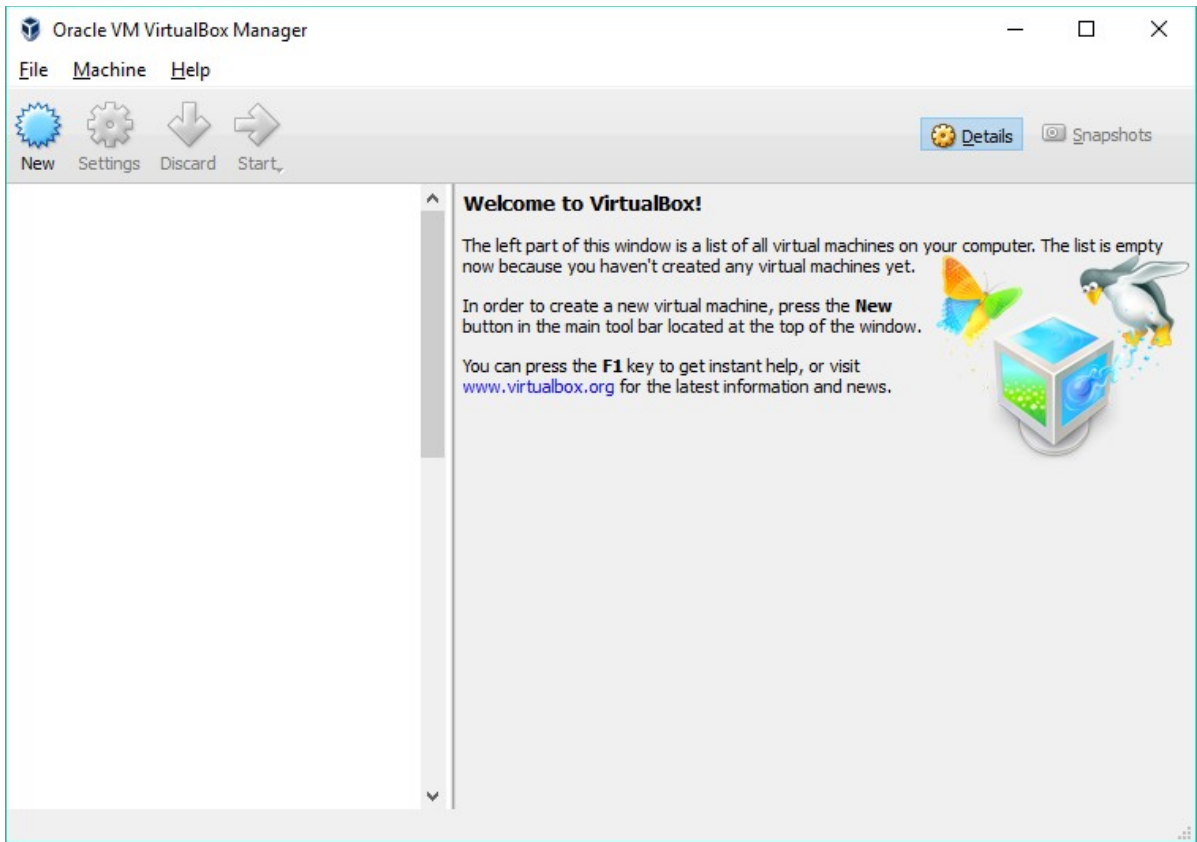 Oracle VM VirtualBox Manager
File Machine Help
New Settings Discard Start
Details Snapshots
Welcome to VirtualBox!
The left part of this window is a list of all virtual machines on your computer. The list is empty
now because you haven't created any virtual machines yet.
In order to create a new virtual machine, press the New
button in the main tool bar located at the top of the window.
You can press the F1 key to get instant help, or visit
www.virtualbox.org for the latest information and news.